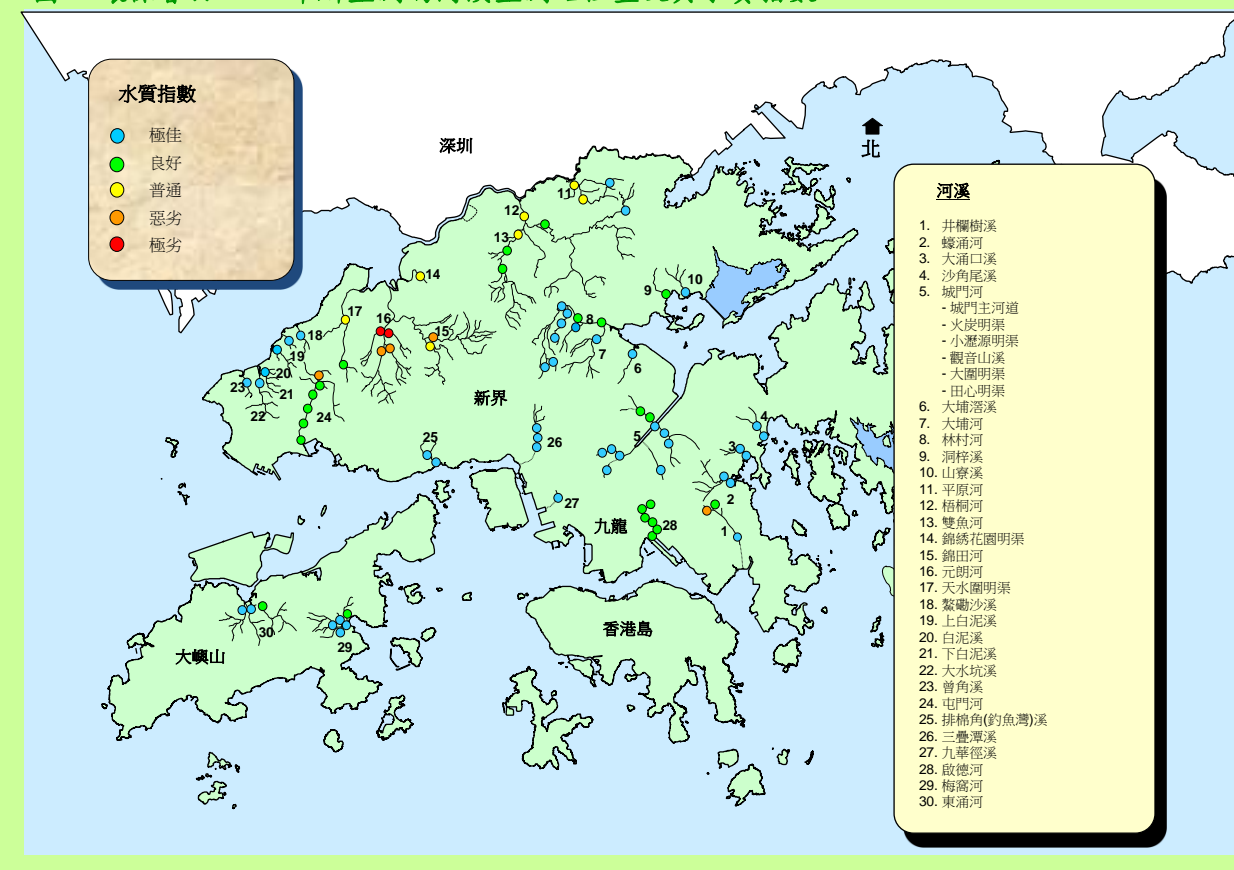 水質指數
極佳
良好
普通
惡劣
極劣
深圳
北
新界
九龍
香港島
大嶼山
11
12
13
14
10
9
17
16
15
8
18
7
19
6
20
23
21
22
24
25
26
5
4
3
27
2
28
1
30
29
河溪
1. 井欄樹溪
2. 蠔涌河
3. 大涌口溪
4. 沙角尾溪
5. 城門河
- 城門主河道
- 火炭明渠
- 小瀝源明渠
- 觀音山溪
- 大圍明渠
- 田心明渠
6. 大埔滘溪
7. 大埔河
8. 林村河
9. 洞梓溪
10. 山寮溪
11. 平原河
12. 梧桐河
13. 雙魚河
14. 錦綉花園明渠
15. 錦田河
16. 元朗河
17. 天水圍明渠
18. 鰲磡沙溪
19. 上白泥溪
20. 白泥溪
21. 下白泥溪
22. 大水坑溪
23. 曾角溪
24. 屯門河
25. 排棉角(釣魚灣)溪
26. 三疊潭溪
27. 九華徑溪
28. 啟德河
29. 梅窩河
30. 東涌河